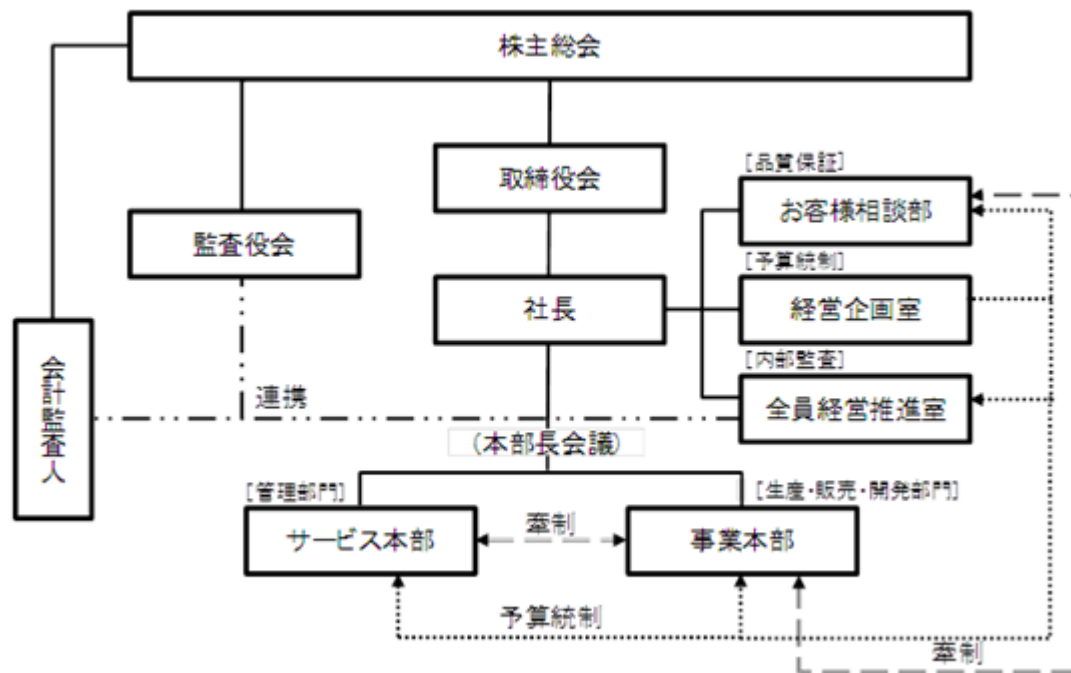 株主総会
取締役会
[品質保証]
お客様相談部
監査役会
[予算統制]
社長
経営企画室
[内部監査]
会計監査人
連携
全員経営推進室
(本部長会議)
[管理部門]
[生産・販売・開発部門]
サービス本部
牽制
事業本部
予算統制
牽制